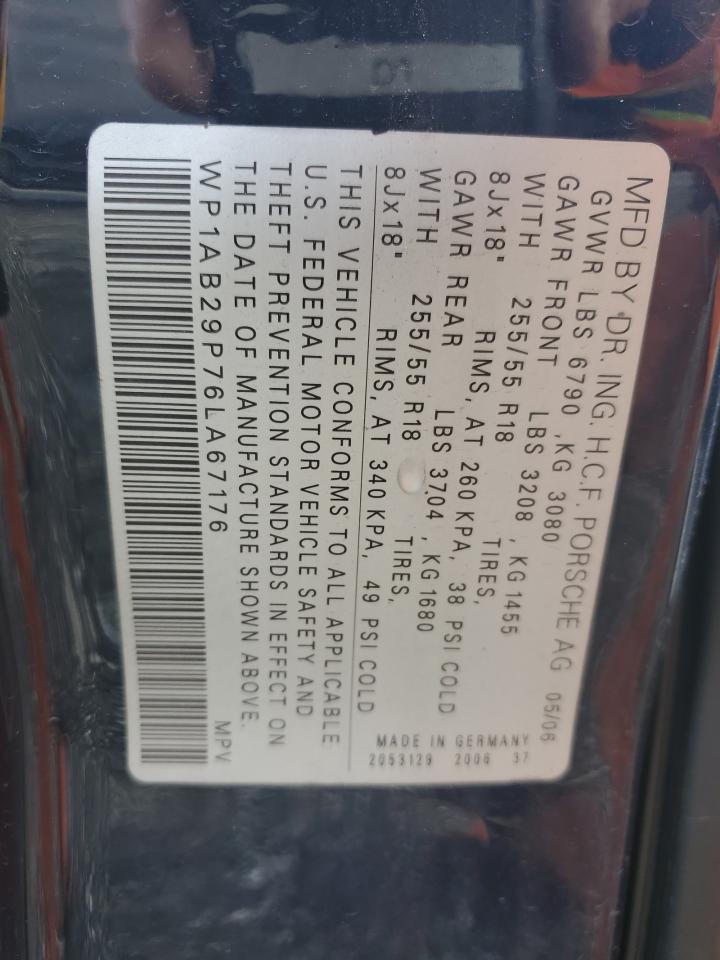 MFD BY DR. ING. H.C.F. PORSCHE AG 05/06
GVWR LBS 6790 ,KG 3080
GAWR FRONT LBS 3208 , KG 1455
WITH 255/55 R18 TIRES,
8Jx18" RIMS, AT 260 KPA, 38 PSI COLD
GAWR REAR LBS 3704 , KG 1680
WITH 255/55 R18 TIRES,
8Jx18" RIMS, AT 340 KPA, 49 PSI COLD
MADE IN GERMANY
2053129 2006 37
THIS VEHICLE CONFORMS TO ALL APPLICABLE
U.S. FEDERAL MOTOR VEHICLE SAFETY AND
THEFT PREVENTION STANDARDS IN EFFECT ON
THE DATE OF MANUFACTURE SHOWN ABOVE.
WP1AB29P76LA67176 MPV